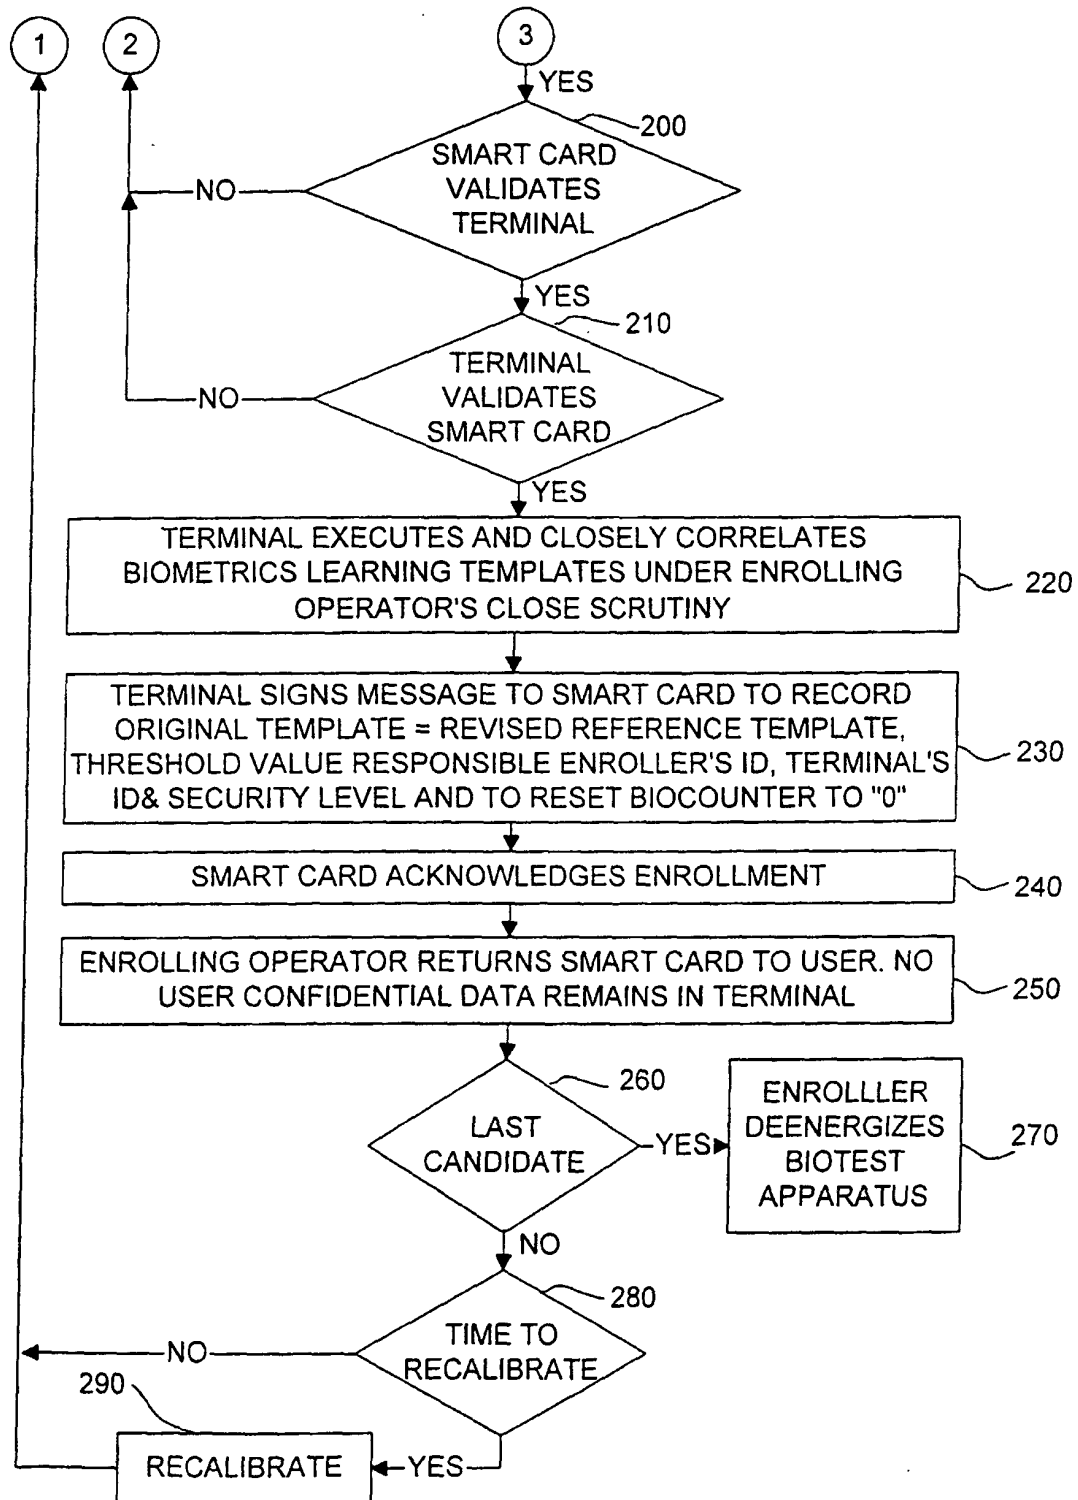 1
2
3
YES
200
SMART CARD
VALIDATES
TERMINAL
NO
YES
210
TERMINAL
VALIDATES
SMART CARD
NO
YES
TERMINAL EXECUTES AND CLOSELY CORRELATES
BIOMETRICS LEARNING TEMPLATES UNDER ENROLLING
OPERATOR'S CLOSE SCRUTINY
220
TERMINAL SIGNS MESSAGE TO SMART CARD TO RECORD
ORIGINAL TEMPLATE = REVISED REFERENCE TEMPLATE,
THRESHOLD VALUE RESPONSIBLE ENROLLER'S ID, TERMINAL'S
ID& SECURITY LEVEL AND TO RESET BIOCOUNTER TO "0"
230
SMART CARD ACKNOWLEDGES ENROLLMENT
240
ENROLLING OPERATOR RETURNS SMART CARD TO USER. NO
USER CONFIDENTIAL DATA REMAINS IN TERMINAL
250
260
LAST
CANDIDATE
YES
ENROLLLER
DEENERGIZES
BIOTEST
APPARATUS
270
NO
280
TIME TO
RECALIBRATE
NO
290
RECALIBRATE
YES